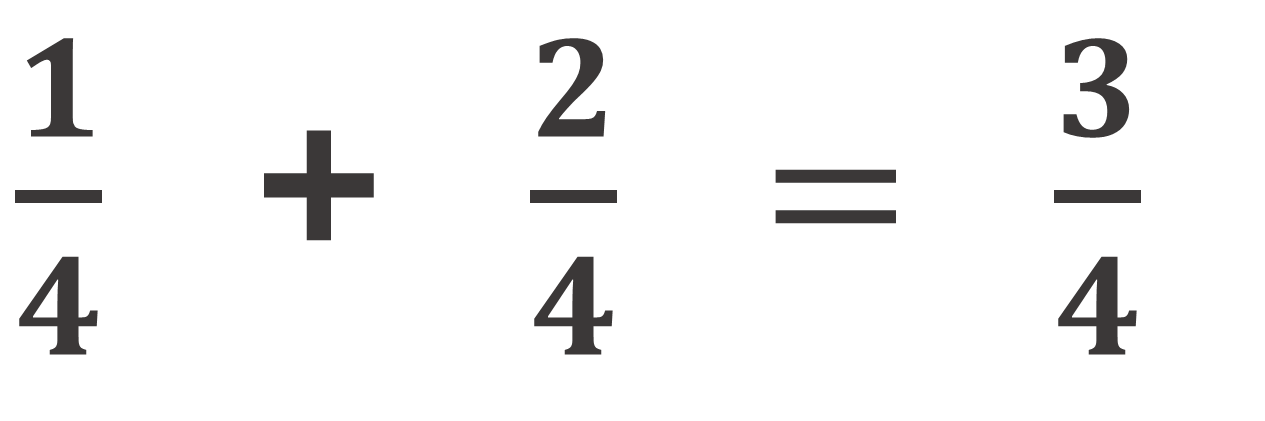 1/4 + 2/4 = 3/4